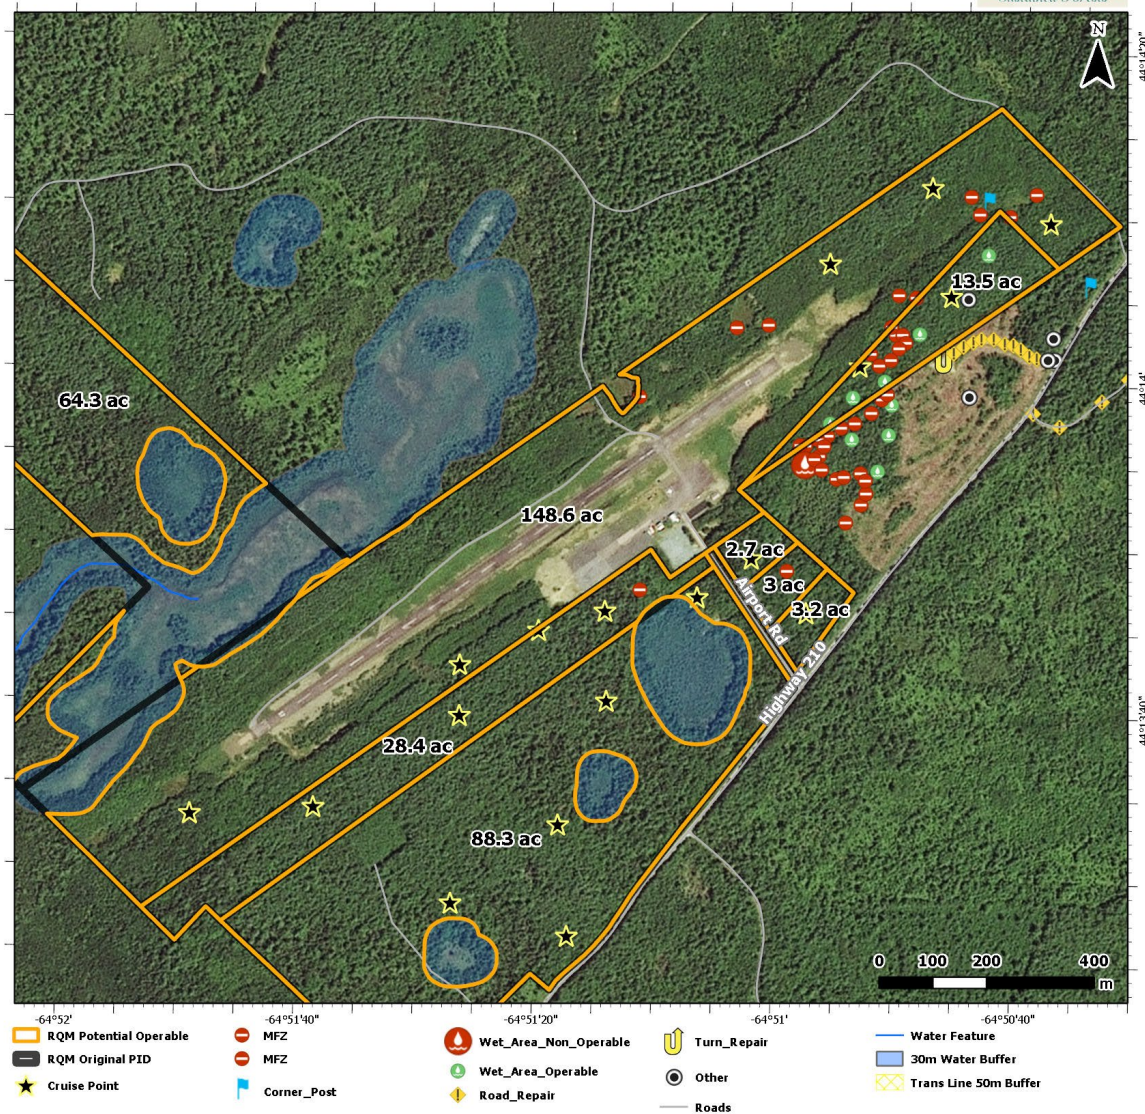 N
44°14'20"
13.5 ac
64.3 ac
44°14'
148.6 ac
2.7 ac
3 ac
3.2 ac
Airport Rd
Highway 210
44°13'40"
28.4 ac
88.3 ac
0 100 200 400
m
-64°52' -64°51'40" -64°51'20" -64°51' -64°50'40"
RQM Potential Operable
RQM Original PID
Cruise Point
MFZ
MFZ
Corner_Post
Wet_Area_Non_Operable
Wet_Area_Operable
Road_Repair
Turn_Repair
Other
Roads
Water Feature
30m Water Buffer
Trans Line 50m Buffer